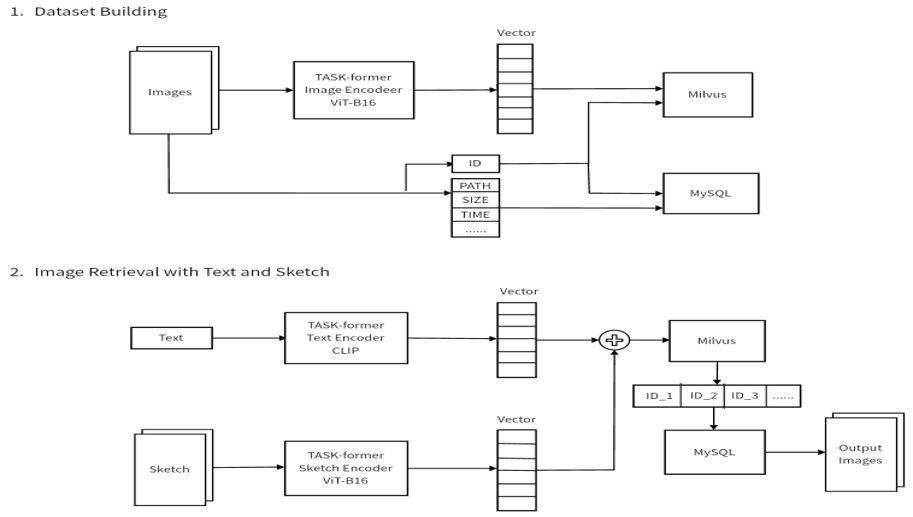 1. Dataset Building
Vector
Images
TASK-former
Image Encodeer
ViT-B16
Milvus
ID
PATH
SIZE
TIME
......
MySQL
2. Image Retrieval with Text and Sketch
Vector
Text
TASK-former
Text Encoder
CLIP
Milvus
ID_1 ID_2 ID_3 ......
Vector
Sketch
TASK-former
Sketch Encoder
ViT-B16
MySQL
Output
Images